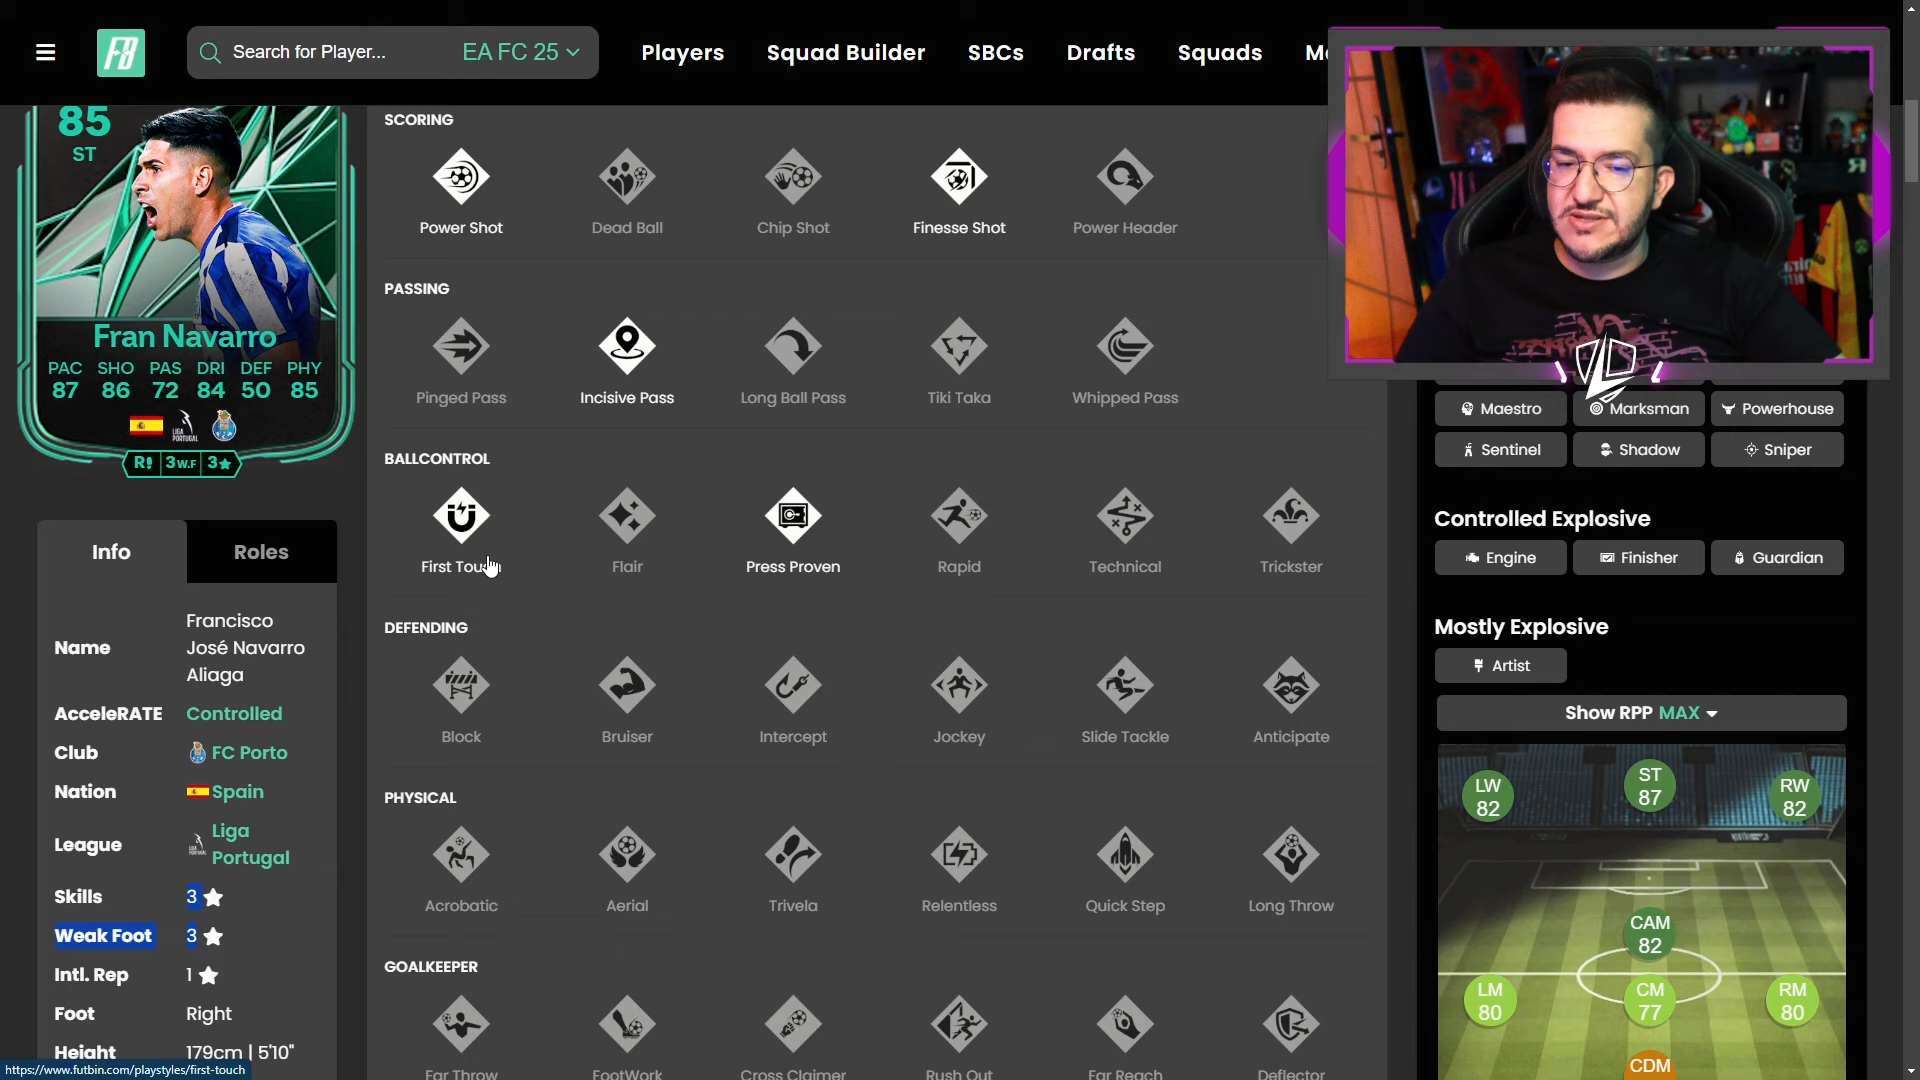 Search for Player...
EA FC 25
Players
Squad Builder
SBCs
Drafts
Squads
85
ST
Fran Navarro
PAC SHO PAS DRI DEF PHY
87 86 72 84 50 85
LIGA PORTUGAL
R 3 W.F 3
Info
Roles
Name
Francisco
José Navarro
Aliaga
AcceleRATE Controlled
Club FC Porto
Nation Spain
League
Liga
Portugal
Skills 3
Weak Foot 3
Intl. Rep 1
Foot Right
Height 179cm | 5'10"
https://www.futbin.com/playstyles/first-touch
SCORING
Power Shot
Dead Ball
Chip Shot
Finesse Shot
Power Header
PASSING
Pinged Pass
Incisive Pass
Long Ball Pass
Tiki Taka
Whipped Pass
BALLCONTROL
First Touch
Flair
Press Proven
Rapid
Technical
Trickster
DEFENDING
Block
Bruiser
Intercept
Jockey
Slide Tackle
Anticipate
PHYSICAL
Acrobatic
Aerial
Trivela
Relentless
Quick Step
Long Throw
GOALKEEPER
Far Throw
FootWork
Cross Claimer
Rush Out
Far Reach
Deflector
Maestro
Marksman
Powerhouse
Sentinel
Shadow
Sniper
Controlled Explosive
Engine
Finisher
Guardian
Mostly Explosive
Artist
Show RPP MAX
LW
82
ST
87
RW
82
CAM
82
LM
80
CM
77
RM
80
CDM